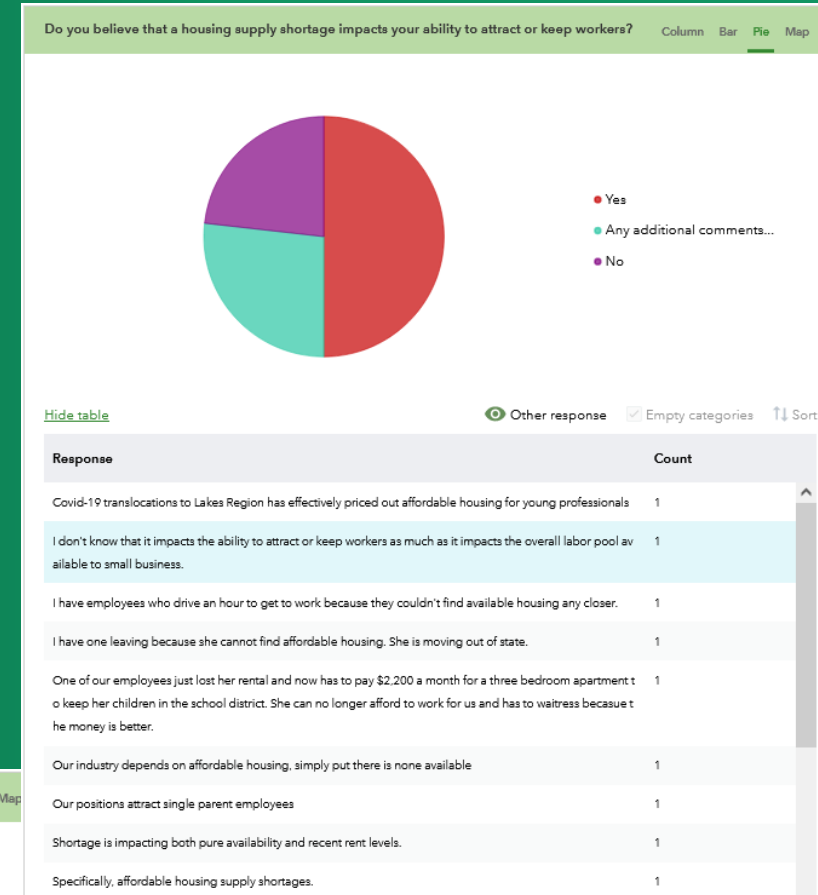 Do you believe that a housing supply shortage impacts your ability to attract or keep workers?
Column Bar Pie Map
Yes
Any additional comments...
No
Hide table
Other response
Empty categories
Sort
Response Count
Covid-19 translocations to Lakes Region has effectively priced out affordable housing for young professionals 1
I don't know that it impacts the ability to attract or keep workers as much as it impacts the overall labor pool av 1
ailable to small business.
I have employees who drive an hour to get to work because they couldn't find available housing any closer. 1
I have one leaving because she cannot find affordable housing. She is moving out of state. 1
One of our employees just lost her rental and now has to pay $2,200 a month for a three bedroom apartment t 1
o keep her children in the school district. She can no longer afford to work for us and has to waitress becasue t
he money is better.
Our industry depends on affordable housing, simply put there is none available 1
Map
Our positions attract single parent employees 1
Shortage is impacting both pure availability and recent rent levels. 1
Specifically, affordable housing supply shortages. 1